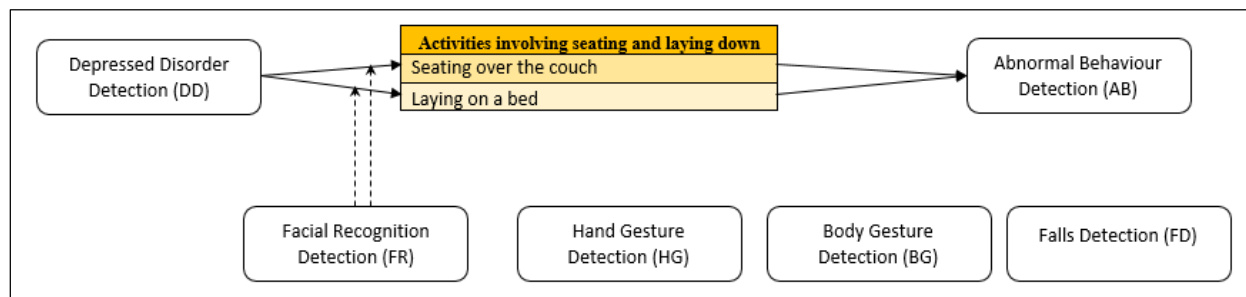 Activities involving seating and laying down
Depressed Disorder
Detection (DD)
Seating over the couch
Laying on a bed
Abnormal Behaviour
Detection (AB)
Facial Recognition
Detection (FR)
Hand Gesture
Detection (HG)
Body Gesture
Detection (BG)
Falls Detection (FD)